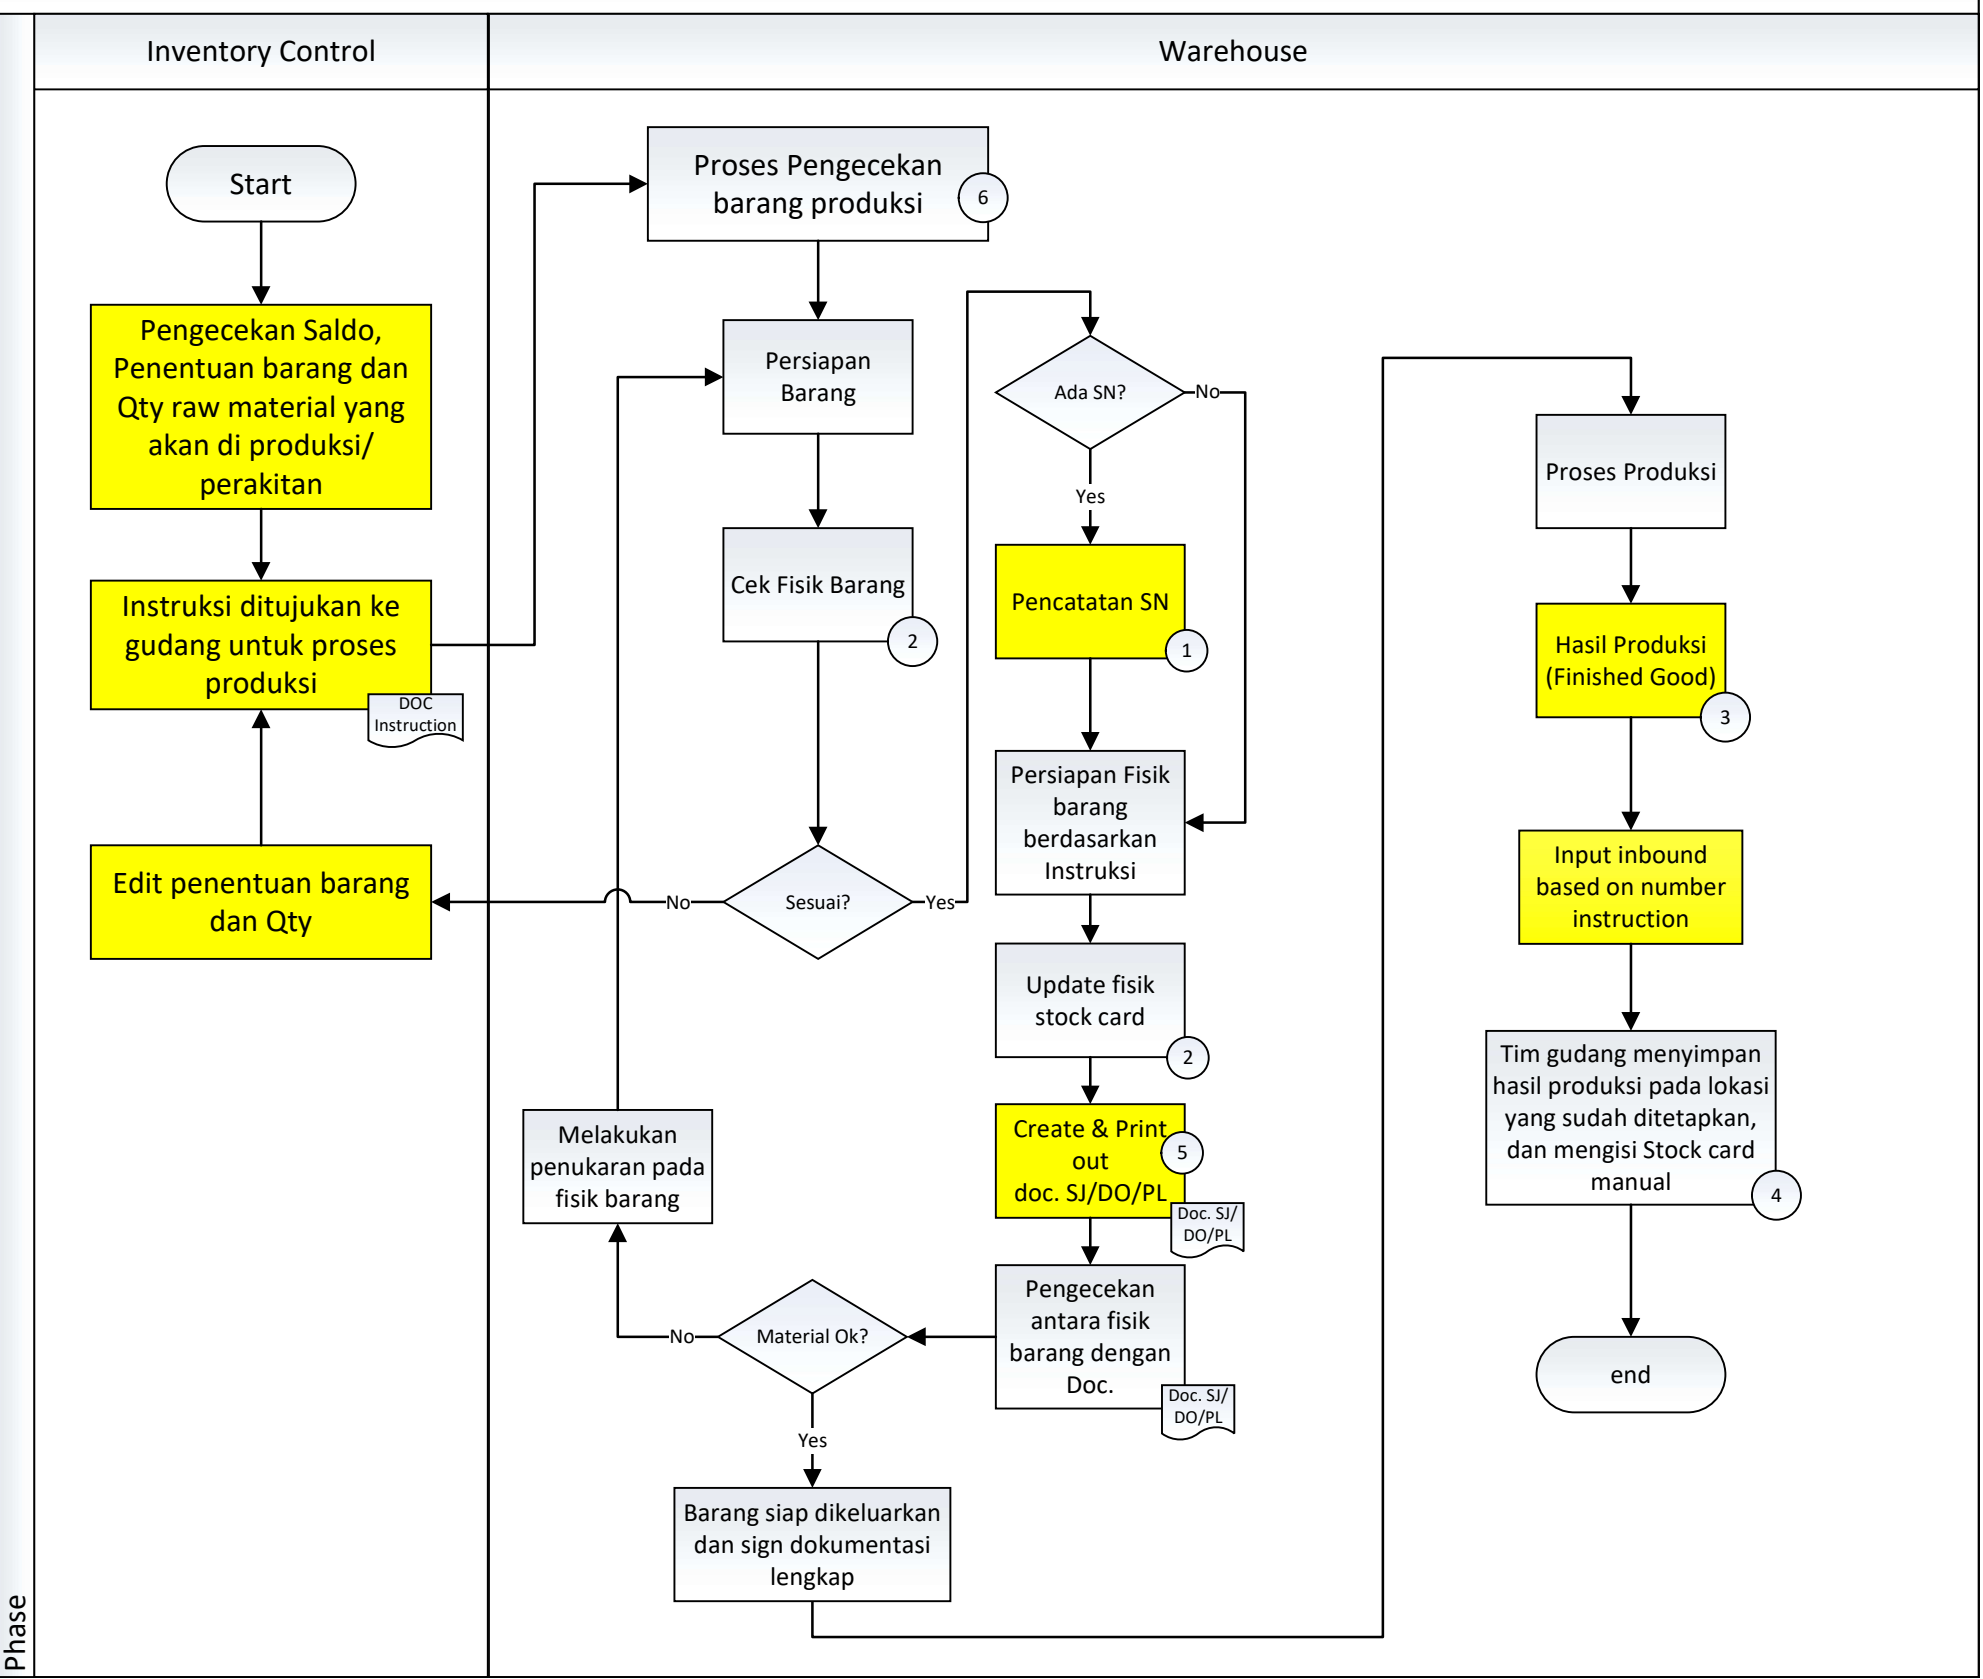 Inventory Control
Warehouse
Phase
Start
Pengecekan Saldo,
Penentuan barang dan
Qty raw material yang
akan di produksi/
perakitan
Instruksi ditujukan ke
gudang untuk proses
produksi
DOC
Instruction
Edit penentuan barang
dan Qty
Proses Pengecekan
barang produksi
6
Persiapan
Barang
Cek Fisik Barang
2
Sesuai?
No
Yes
Ada SN?
No
Yes
Pencatatan SN
1
Persiapan Fisik
barang
berdasarkan
Instruksi
Update fisik
stock card
2
Create & Print
out
doc. SJ/DO/PL
5
Doc. SJ/
DO/PL
Pengecekan
antara fisik
barang dengan
Doc.
Doc. SJ/
DO/PL
Material Ok?
No
Yes
Melakukan
penukaran pada
fisik barang
Barang siap dikeluarkan
dan sign dokumentasi
lengkap
Proses Produksi
Hasil Produksi
(Finished Good)
3
Input inbound
based on number
instruction
Tim gudang menyimpan
hasil produksi pada lokasi
yang sudah ditetapkan,
dan mengisi Stock card
manual
4
end